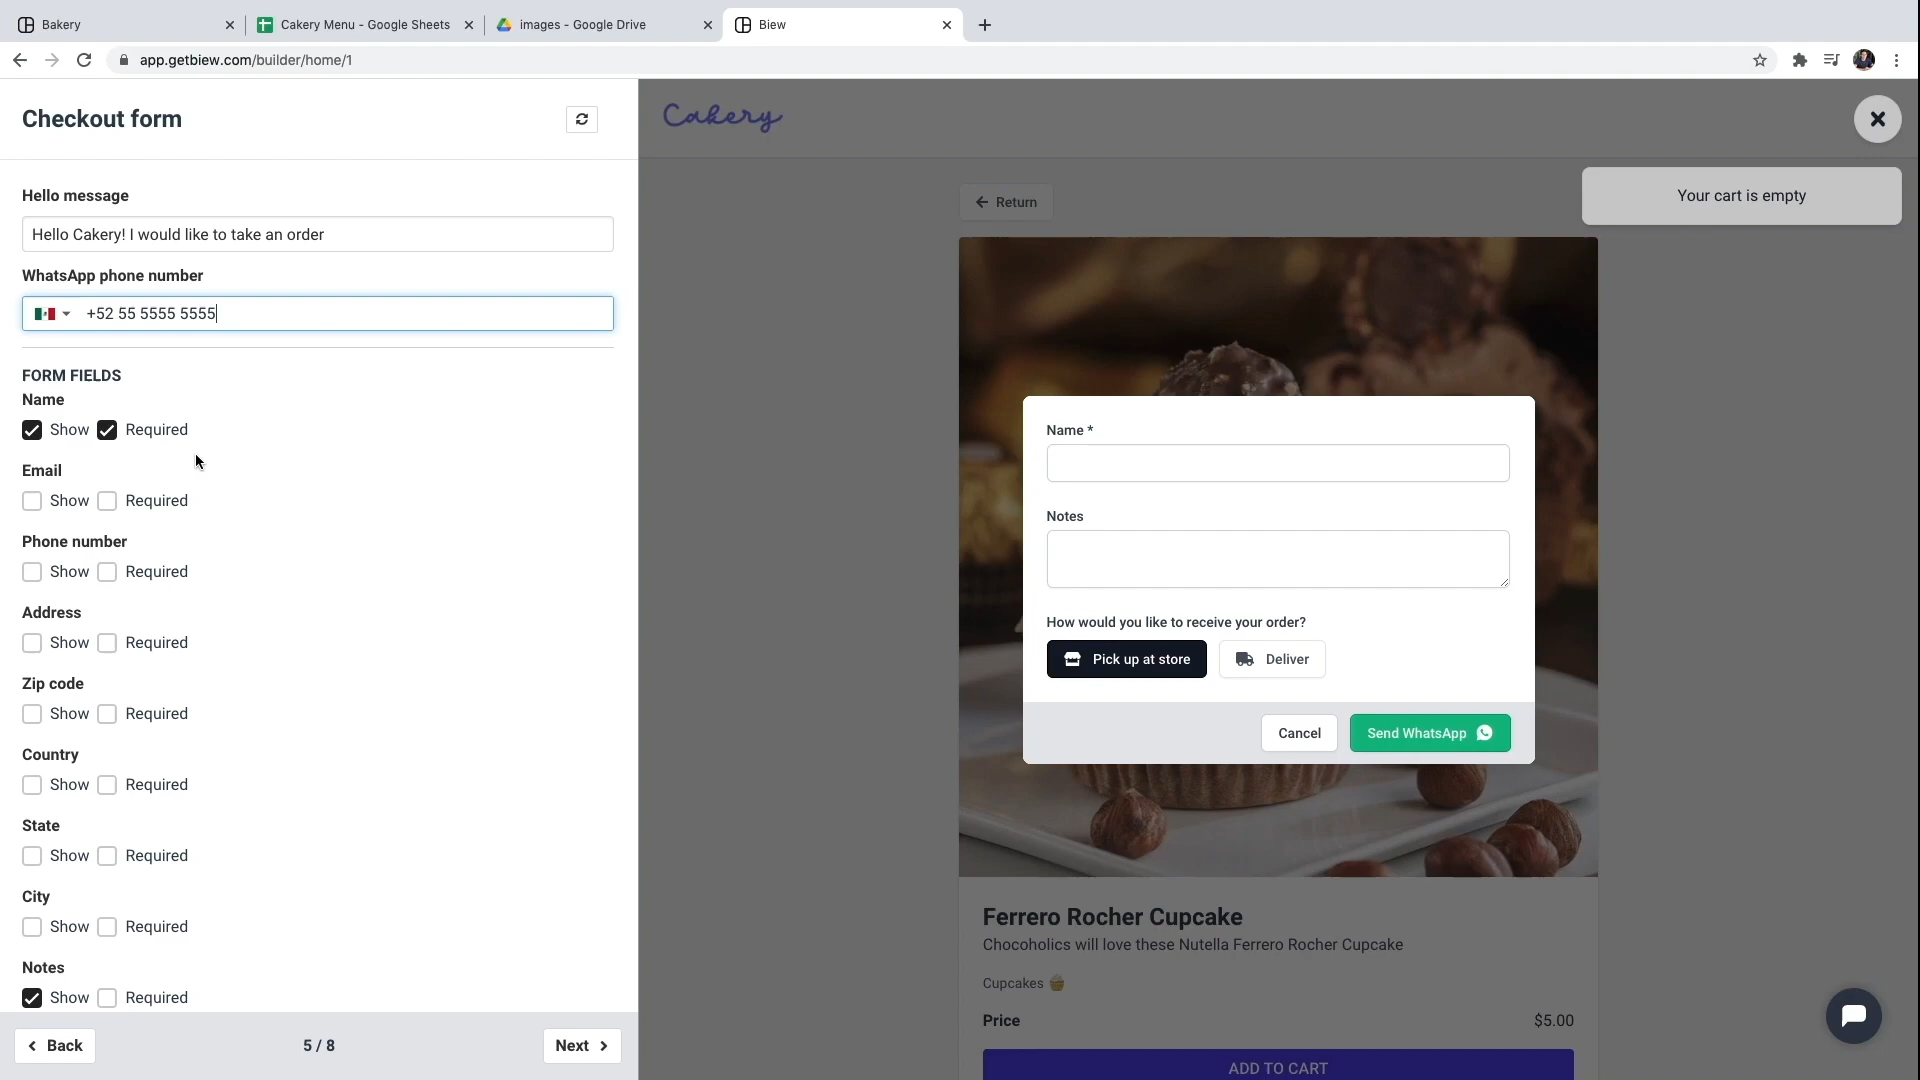 Bakery
Cakery Menu - Google Sheets
images - Google Drive
Biew
app.getbiew.com/builder/home/1
Checkout form
Hello message
Hello Cakery! I would like to take an order
WhatsApp phone number
+52 55 5555 5555
FORM FIELDS
Name
Show Required
Email
Show Required
Phone number
Show Required
Address
Show Required
Zip code
Show Required
Country
Show Required
State
Show Required
City
Show Required
Notes
Show Required
Back
5 / 8
Next
Cakery
Your cart is empty
Return
Name *
Notes
How would you like to receive your order?
Pick up at store
Deliver
Cancel
Send WhatsApp
Ferrero Rocher Cupcake
Chocoholics will love these Nutella Ferrero Rocher Cupcake
Cupcakes 🧁
Price $5.00
ADD TO CART